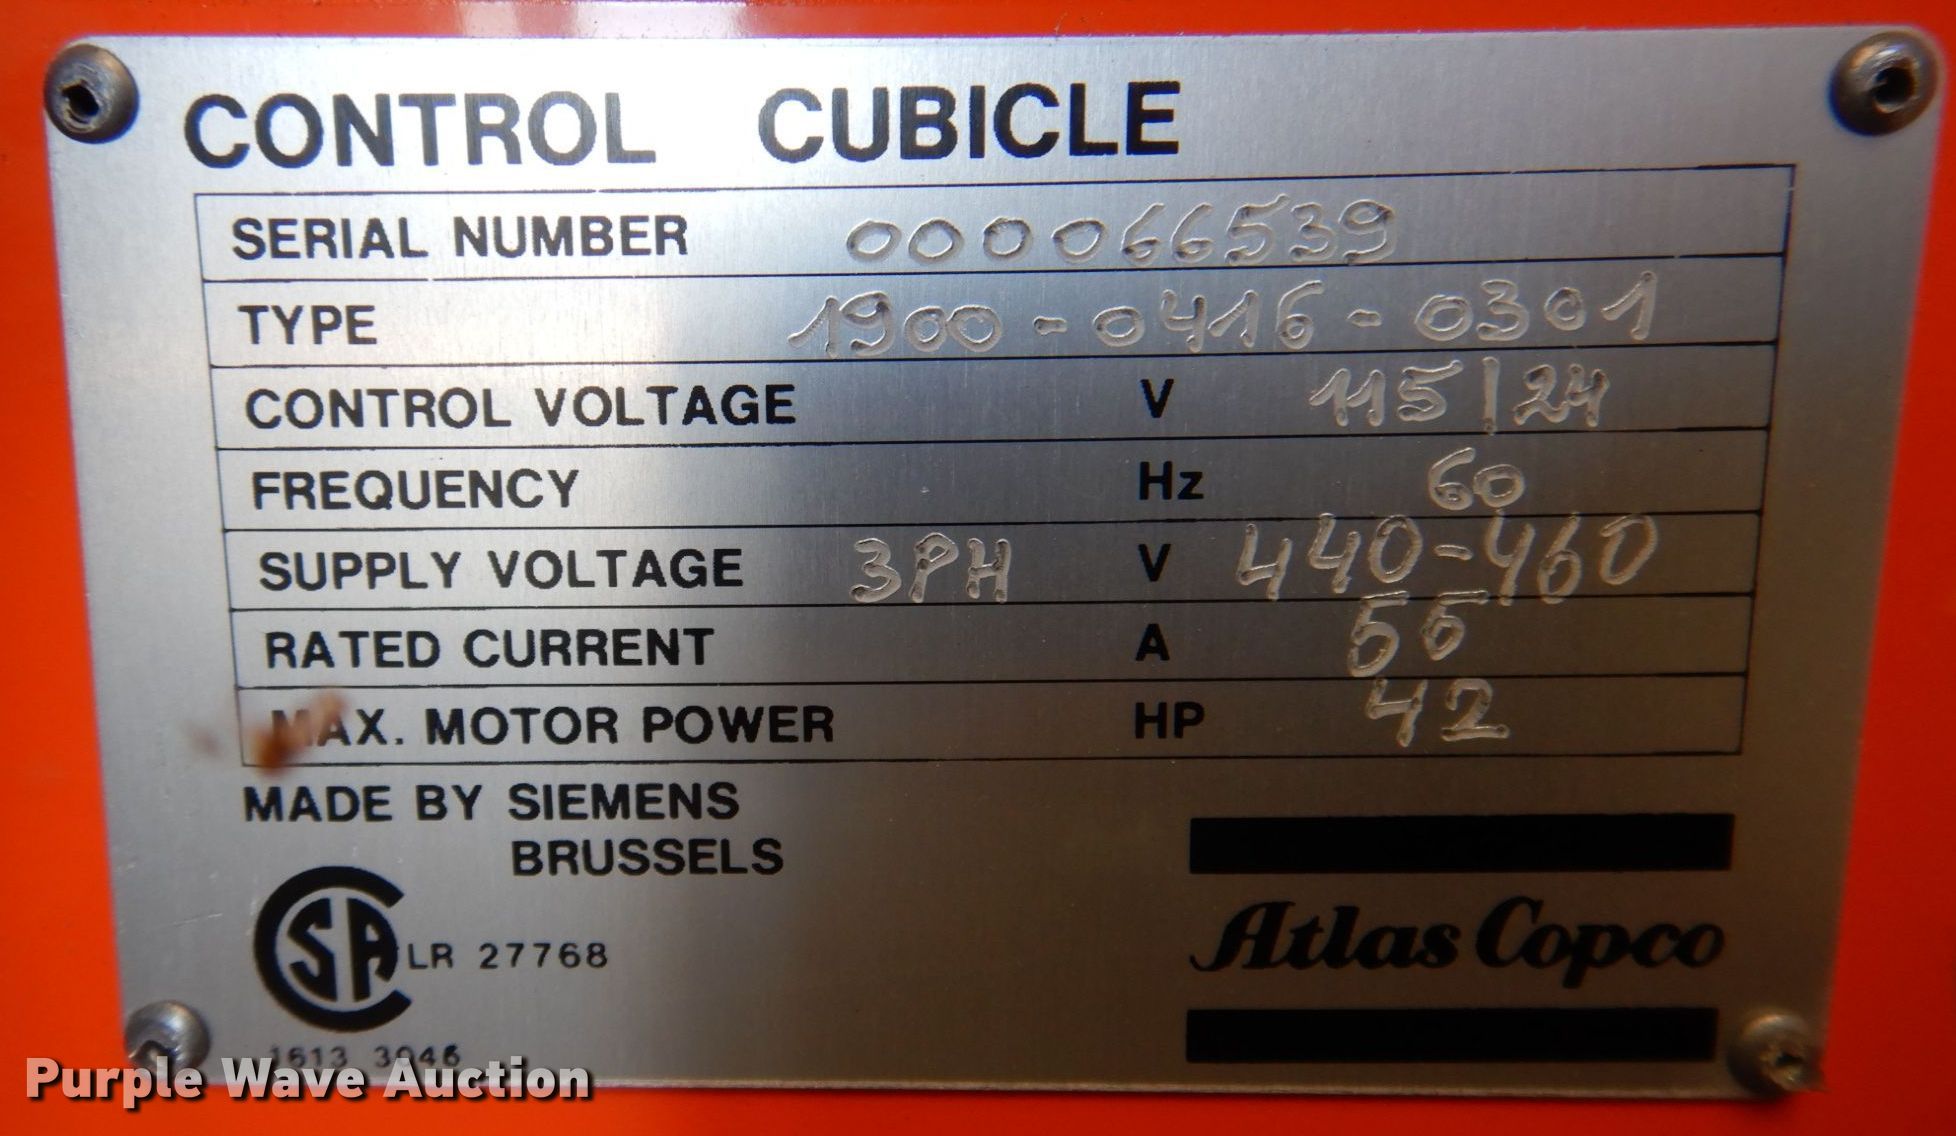 CONTROL CUBICLE
SERIAL NUMBER 000066539
TYPE 1900-0416-0301
CONTROL VOLTAGE V 115/24
FREQUENCY Hz 60
SUPPLY VOLTAGE 3PH V 440-460
RATED CURRENT A 55
MAX. MOTOR POWER HP 42
MADE BY SIEMENS
BRUSSELS
CSA LR 27768
Atlas Copco
1613 3046
Purple Wave Auction